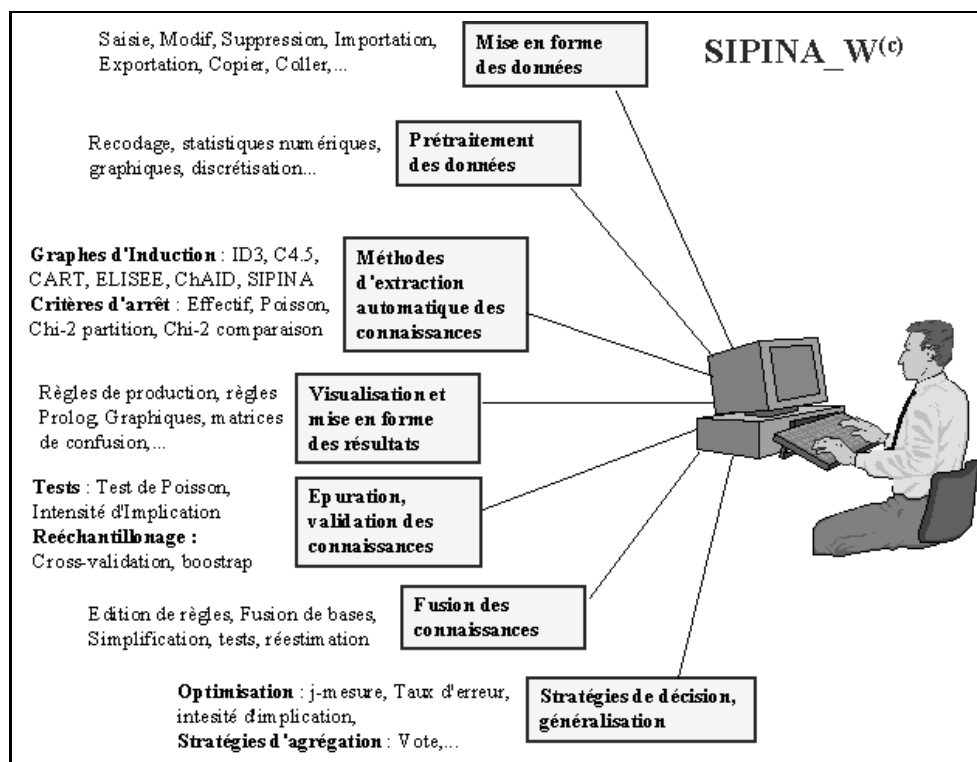 SIPINA_W(c)
Saisie, Modif, Suppression, Importation,
Exportation, Copier, Coller,...
Mise en forme
des données
Recodage, statistiques numériques,
graphiques, discrétisation...
Prétraitement
des données
Graphes d'Induction : ID3, C4.5,
CART, ELISEE, ChAID, SIPINA
Critères d'arrêt : Effectif, Poisson,
Chi-2 partition, Chi-2 comparaison
Méthodes
d'extraction
automatique des
connaissances
Règles de production, règles
Prolog, Graphiques, matrices
de confusion,...
Visualisation et
mise en forme
des résultats
Tests : Test de Poisson,
Intensité d'Implication
Reéchantillonage :
Cross-validation, boostrap
Epuration,
validation des
connaissances
Edition de règles, Fusion de bases,
Simplification, tests, réestimation
Fusion des
connaissances
Optimisation : j-mesure, Taux d'erreur,
intesité d'implication,
Stratégies d'agrégation : Vote,...
Stratégies de décision,
généralisation